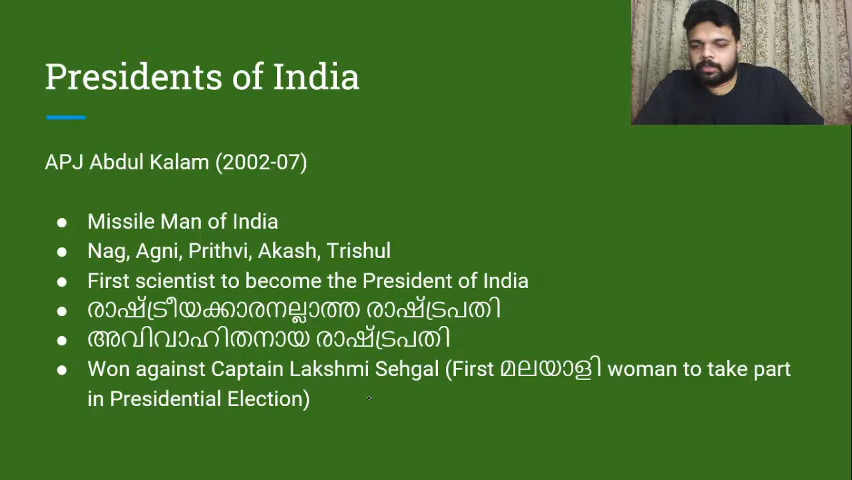 Presidents of India
APJ Abdul Kalam (2002-07)
● Missile Man of India
● Nag, Agni, Prithvi, Akash, Trishul
● First scientist to become the President of India
● രാഷ്ട്രീയക്കാരനല്ലാത്ത രാഷ്ട്രപതി
● അവിവാഹിതനായ രാഷ്ട്രപതി
● Won against Captain Lakshmi Sehgal (First മലയാളി woman to take part
in Presidential Election)